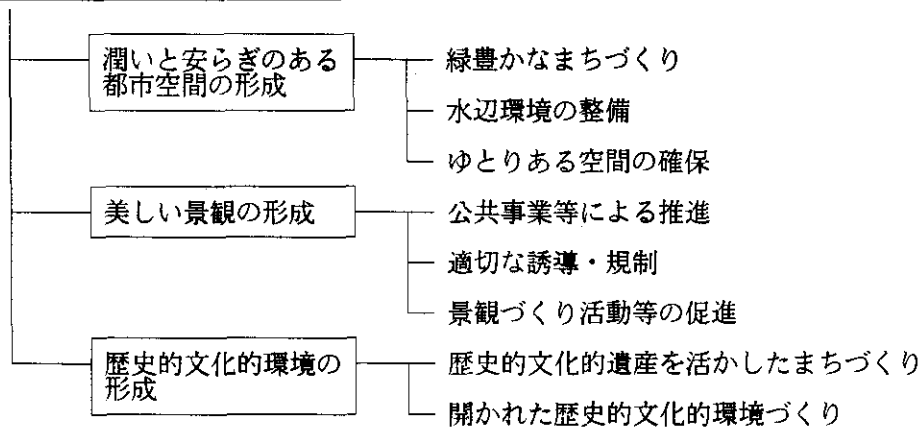 潤いと安らぎのある
都市空間の形成
緑豊かなまちづくり
水辺環境の整備
ゆとりある空間の確保
美しい景観の形成
公共事業等による推進
適切な誘導・規制
景観づくり活動等の促進
歴史的文化的環境の
形成
歴史的文化的遺産を活かしたまちづくり
開かれた歴史的文化的環境づくり